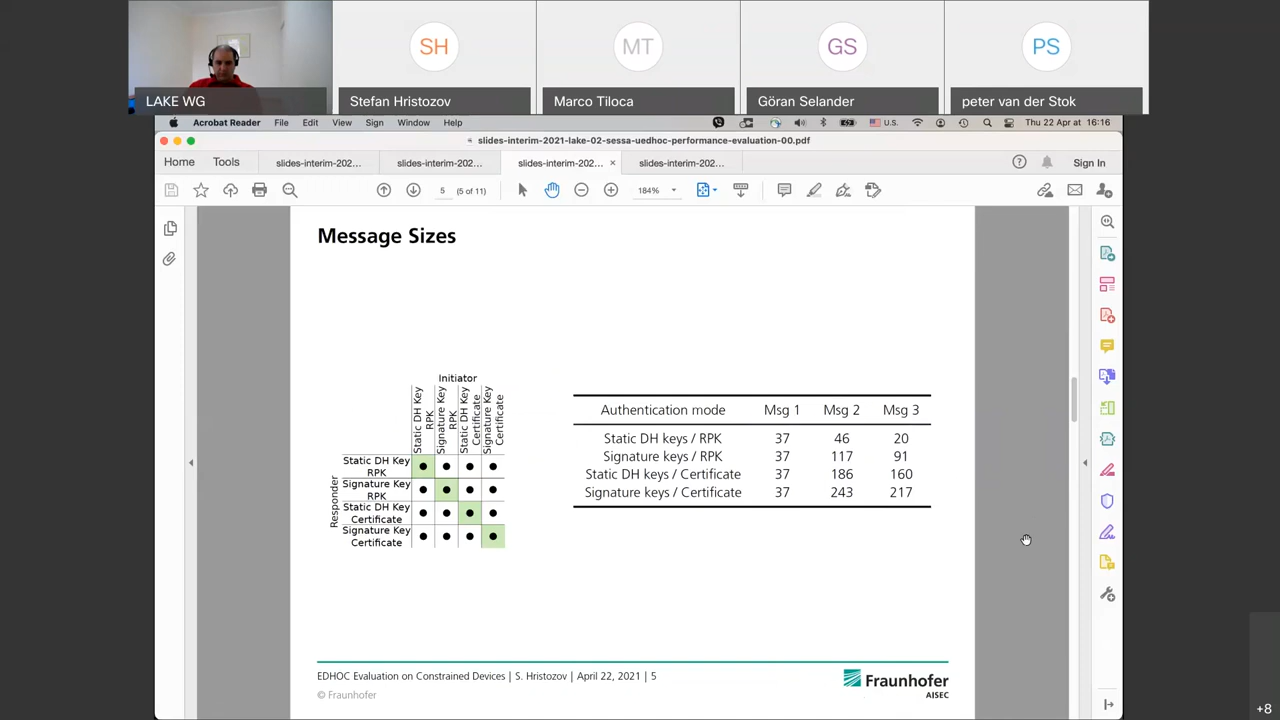 SH
MT
GS
PS
LAKE WG
Stefan Hristozov
Marco Tiloca
Göran Selander
peter van der Stok
Acrobat Reader File Edit View Sign Window Help
U.S. Thu 22 Apr at 16:16
slides-interim-2021-lake-02-sessa-uedhoc-performance-evaluation-00.pdf
Home Tools slides-interim-202... slides-interim-202... slides-interim-202... × slides-interim-202... Sign In
5 (5 of 11) 184%
Message Sizes
Initiator
Static DH Key RPK
Signature Key RPK
Static DH Key Certificate
Signature Key Certificate
Responder
Static DH Key
RPK
Signature Key
RPK
Static DH Key
Certificate
Signature Key
Certificate
Authentication mode Msg 1 Msg 2 Msg 3
Static DH keys / RPK 37 46 20
Signature keys / RPK 37 117 91
Static DH keys / Certificate 37 186 160
Signature keys / Certificate 37 243 217
EDHOC Evaluation on Constrained Devices | S. Hristozov | April 22, 2021 | 5
© Fraunhofer
Fraunhofer
AISEC
+8